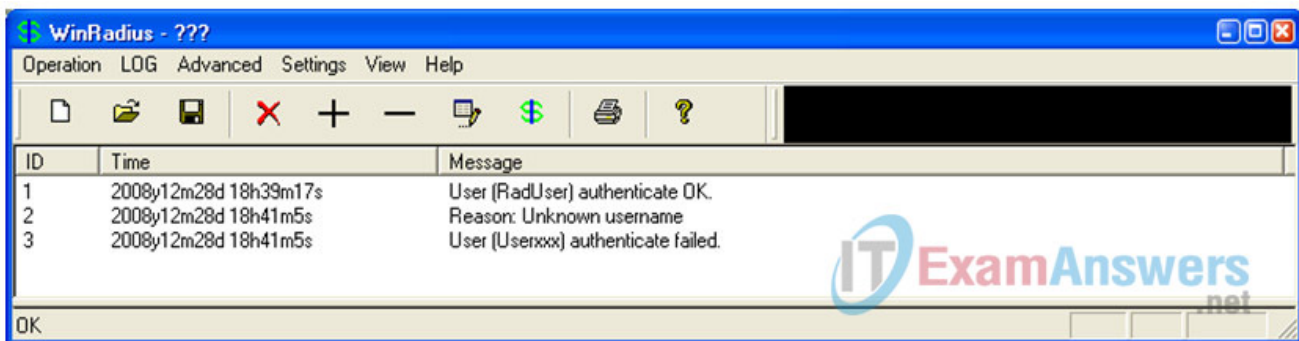 WinRadius - ???
Operation LOG Advanced Settings View Help
ID Time Message
1 2008y12m28d 18h39m17s User (RadUser) authenticate OK.
2 2008y12m28d 18h41m5s Reason: Unknown username
3 2008y12m28d 18h41m5s User (Userxxx) authenticate failed.
ITExamAnswers
.net
OK